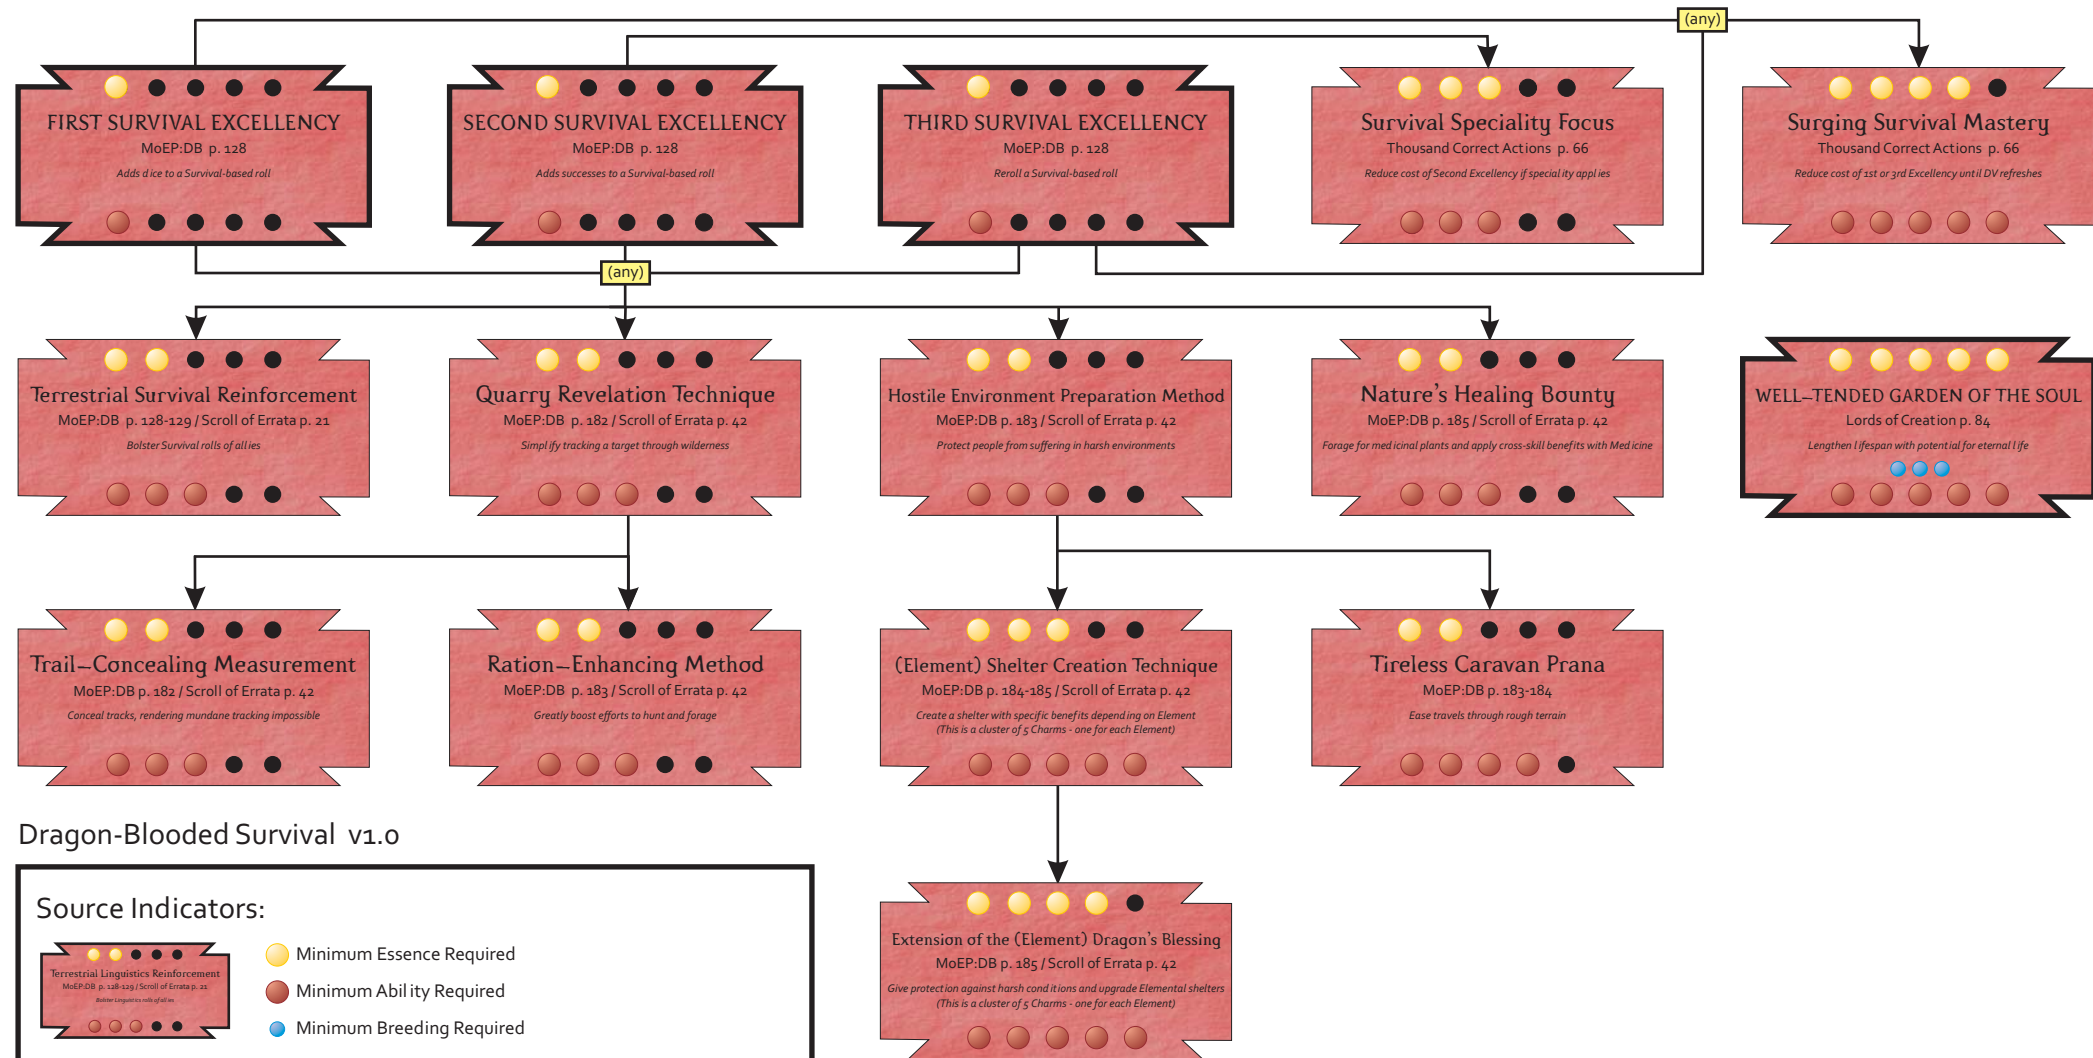 (any)
FIRST SURVIVAL EXCELLENCY
MoEP:DB p. 128
Adds dice to a Survival-based roll
SECOND SURVIVAL EXCELLENCY
MoEP:DB p. 128
Adds successes to a Survival-based roll
THIRD SURVIVAL EXCELLENCY
MoEP:DB p. 128
Reroll a Survival-based roll
Survival Speciality Focus
Thousand Correct Actions p. 66
Reduce cost of Second Excellency if speciality applies
Surging Survival Mastery
Thousand Correct Actions p. 66
Reduce cost of 1st or 3rd Excellency until DV refreshes
(any)
Terrestrial Survival Reinforcement
MoEP:DB p. 128-129 / Scroll of Errata p. 21
Bolster Survival rolls of allies
Quarry Revelation Technique
MoEP:DB p. 182 / Scroll of Errata p. 42
Simplify tracking a target through wilderness
Hostile Environment Preparation Method
MoEP:DB p. 183 / Scroll of Errata p. 42
Protect people from suffering in harsh environments
Nature's Healing Bounty
MoEP:DB p. 185 / Scroll of Errata p. 42
Forage for medicinal plants and apply cross-skill benefits with Medicine
WELL-TENDED GARDEN OF THE SOUL
Lords of Creation p. 84
Lengthen lifespan with potential for eternal life
Trail-Concealing Measurement
MoEP:DB p. 182 / Scroll of Errata p. 42
Conceal tracks, rendering mundane tracking impossible
Ration-Enhancing Method
MoEP:DB p. 183 / Scroll of Errata p. 42
Greatly boost efforts to hunt and forage
(Element) Shelter Creation Technique
MoEP:DB p. 184-185 / Scroll of Errata p. 42
Create a shelter with specific benefits depending on Element
(This is a cluster of 5 Charms - one for each Element)
Tireless Caravan Prana
MoEP:DB p. 183-184
Ease travels through rough terrain
Dragon-Blooded Survival v1.0
Source Indicators:
Terrestrial Linguistics Reinforcement
MoEP:DB p. 128-129 / Scroll of Errata p. 21
Bolster Linguistics rolls of allies
Minimum Essence Required
Minimum Ability Required
Minimum Breeding Required
Extension of the (Element) Dragon's Blessing
MoEP:DB p. 185 / Scroll of Errata p. 42
Give protection against harsh conditions and upgrade Elemental shelters
(This is a cluster of 5 Charms - one for each Element)